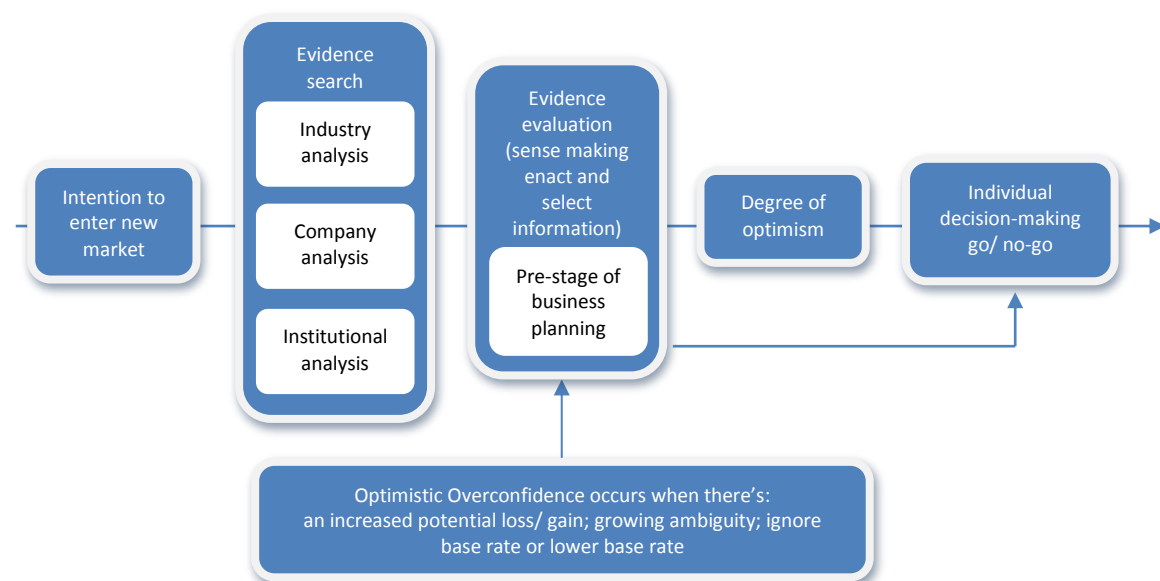 Intention to
enter new
market
Evidence
search
Industry
analysis
Company
analysis
Institutional
analysis
Evidence
evaluation
(sense making
enact and
select
information)
Pre-stage of
business
planning
Degree of
optimism
Individual
decision-making
go/ no-go
Optimistic Overconfidence occurs when there’s:
an increased potential loss/ gain; growing ambiguity; ignore
base rate or lower base rate